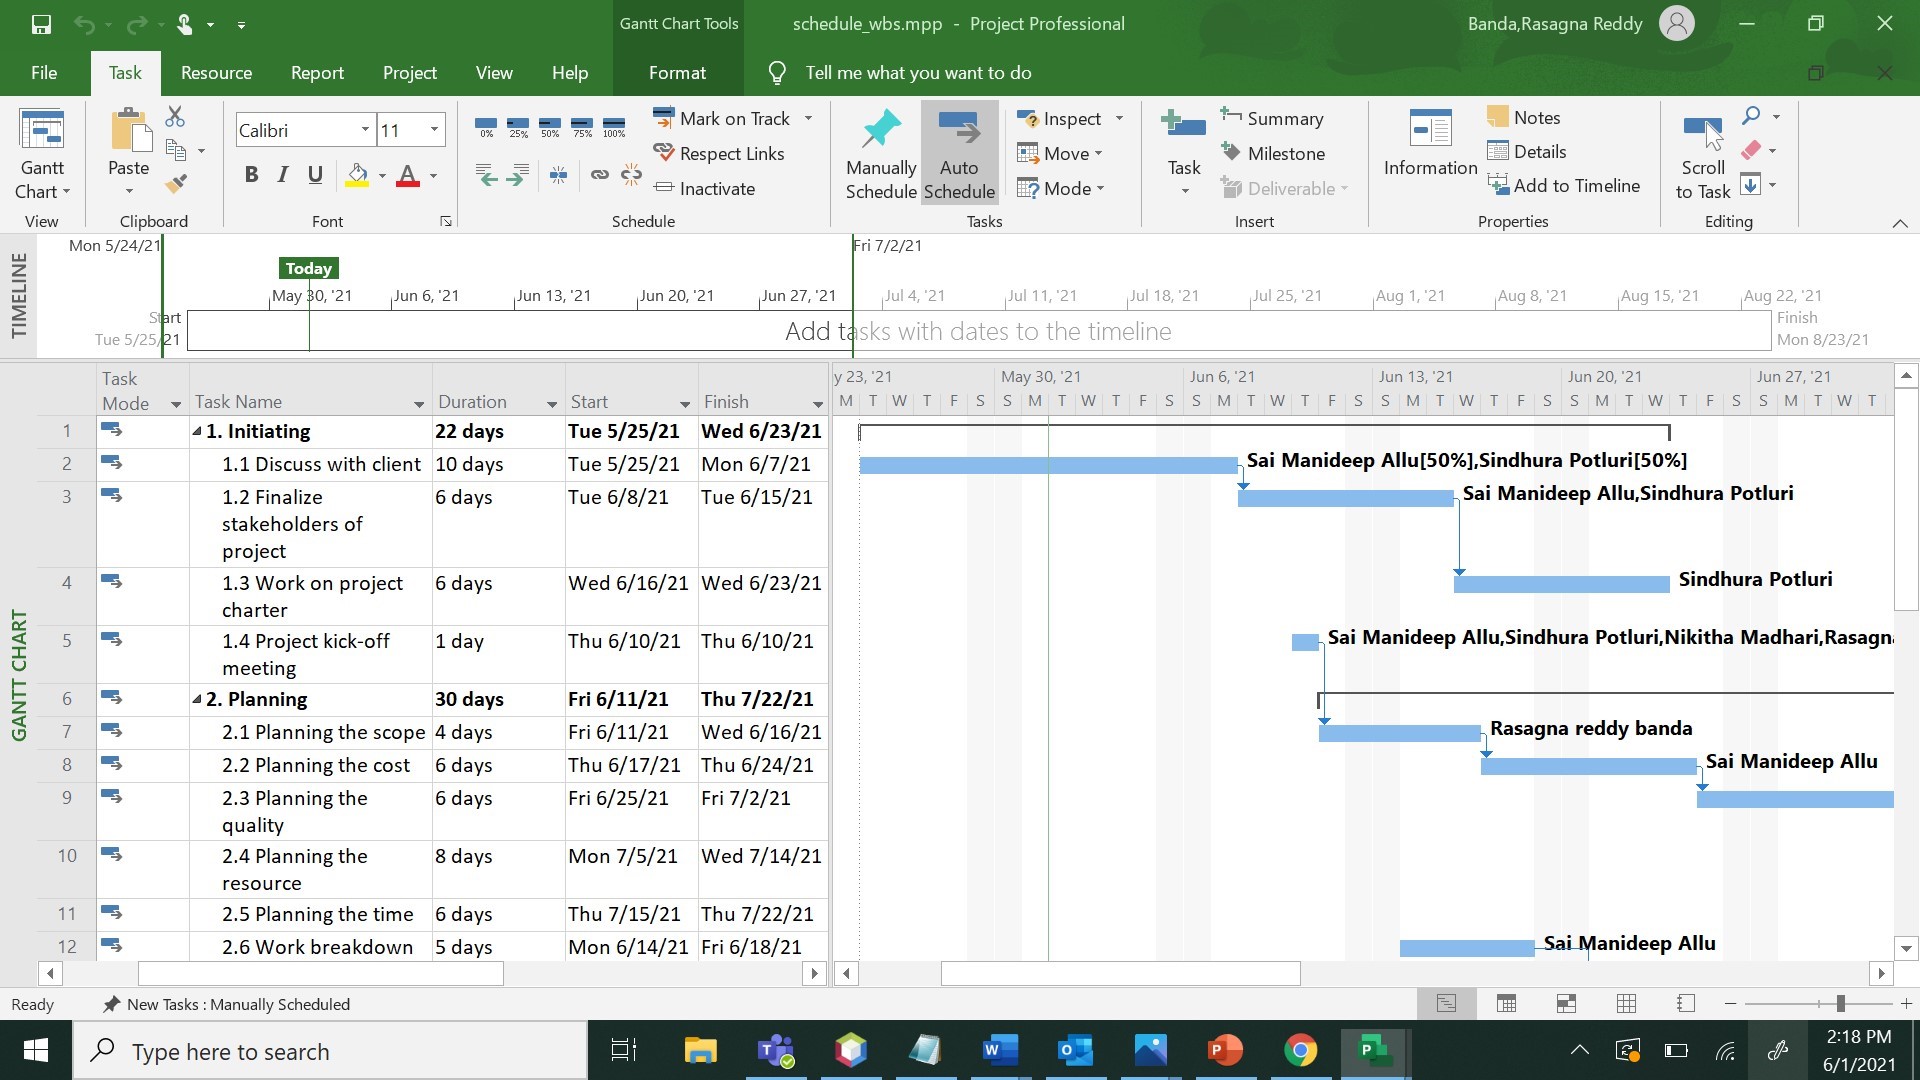 Gantt Chart Tools
schedule_wbs.mpp - Project Professional
Banda,Rasagna Reddy
File Task Resource Report Project View Help Format Tell me what you want to do
Gantt
Chart
View
Paste
Clipboard
Calibri 11
B I U A
Font
0% 25% 50% 75% 100%
Mark on Track
Respect Links
Inactivate
Schedule
Manually
Schedule
Auto
Schedule
Inspect
Move
Mode
Tasks
Task
Summary
Milestone
Deliverable
Insert
Information
Notes
Details
Add to Timeline
Properties
Scroll
to Task
Editing
TIMELINE
Mon 5/24/21 Fri 7/2/21
Today
May 30, '21 Jun 6, '21 Jun 13, '21 Jun 20, '21 Jun 27, '21 Jul 4, '21 Jul 11, '21 Jul 18, '21 Jul 25, '21 Aug 1, '21 Aug 8, '21 Aug 15, '21 Aug 22, '21
Start
Tue 5/25/21
Add tasks with dates to the timeline
Finish
Mon 8/23/21
GANTT CHART
Task
Mode Task Name Duration Start Finish
y 23, '21 May 30, '21 Jun 6, '21 Jun 13, '21 Jun 20, '21 Jun 27, '21
M T W T F S S M T W T F S S M T W T F S S M T W T F S S M T W T F S S M T W T
1 1. Initiating 22 days Tue 5/25/21 Wed 6/23/21
2 1.1 Discuss with client 10 days Tue 5/25/21 Mon 6/7/21 Sai Manideep Allu[50%],Sindhura Potluri[50%]
3 1.2 Finalize 6 days Tue 6/8/21 Tue 6/15/21 Sai Manideep Allu,Sindhura Potluri
stakeholders of
project
4 1.3 Work on project 6 days Wed 6/16/21 Wed 6/23/21 Sindhura Potluri
charter
5 1.4 Project kick-off 1 day Thu 6/10/21 Thu 6/10/21 Sai Manideep Allu,Sindhura Potluri,Nikitha Madhari,Rasagna
meeting
6 2. Planning 30 days Fri 6/11/21 Thu 7/22/21
7 2.1 Planning the scope 4 days Fri 6/11/21 Wed 6/16/21 Rasagna reddy banda
8 2.2 Planning the cost 6 days Thu 6/17/21 Thu 6/24/21 Sai Manideep Allu
9 2.3 Planning the 6 days Fri 6/25/21 Fri 7/2/21
quality
10 2.4 Planning the 8 days Mon 7/5/21 Wed 7/14/21
resource
11 2.5 Planning the time 6 days Thu 7/15/21 Thu 7/22/21
12 2.6 Work breakdown 5 days Mon 6/14/21 Fri 6/18/21 Sai Manideep Allu
Ready New Tasks : Manually Scheduled
Type here to search
2:18 PM
6/1/2021